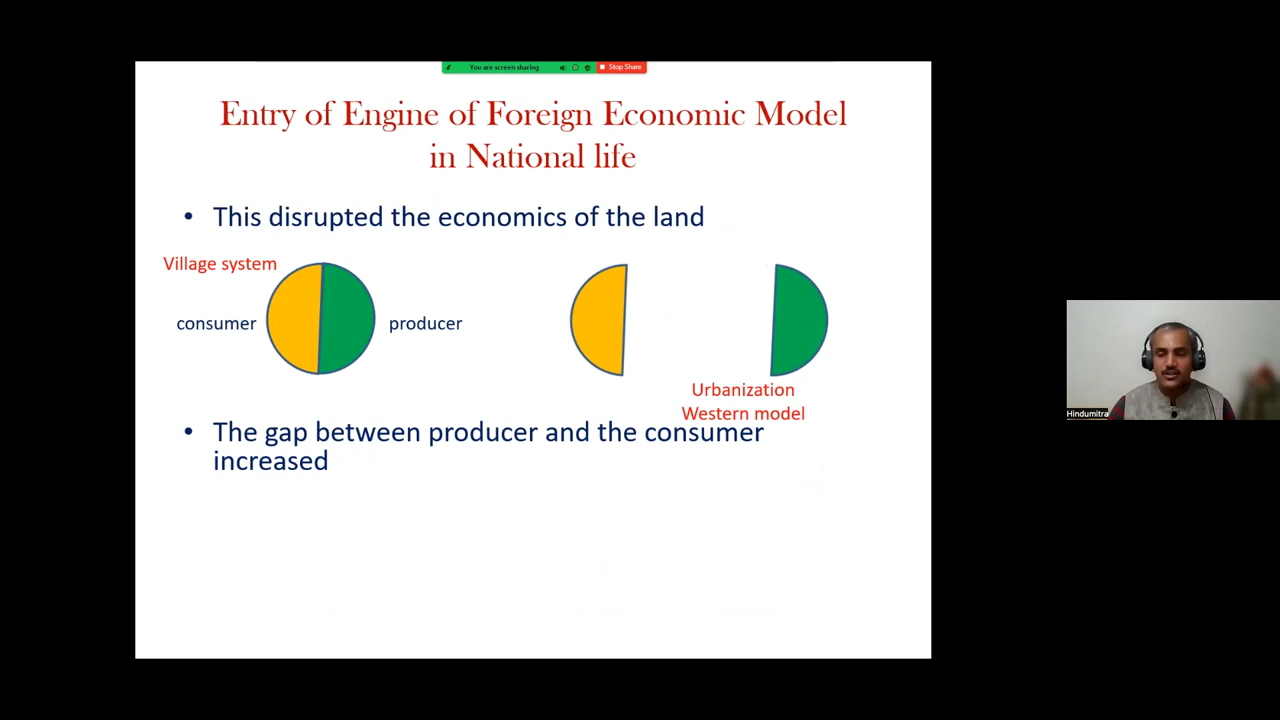 You are screen sharing
Stop Share
Entry of Engine of Foreign Economic Model
in National life
• This disrupted the economics of the land
Village system
consumer
producer
Urbanization
Western model
• The gap between producer and the consumer
increased
Hindumitra